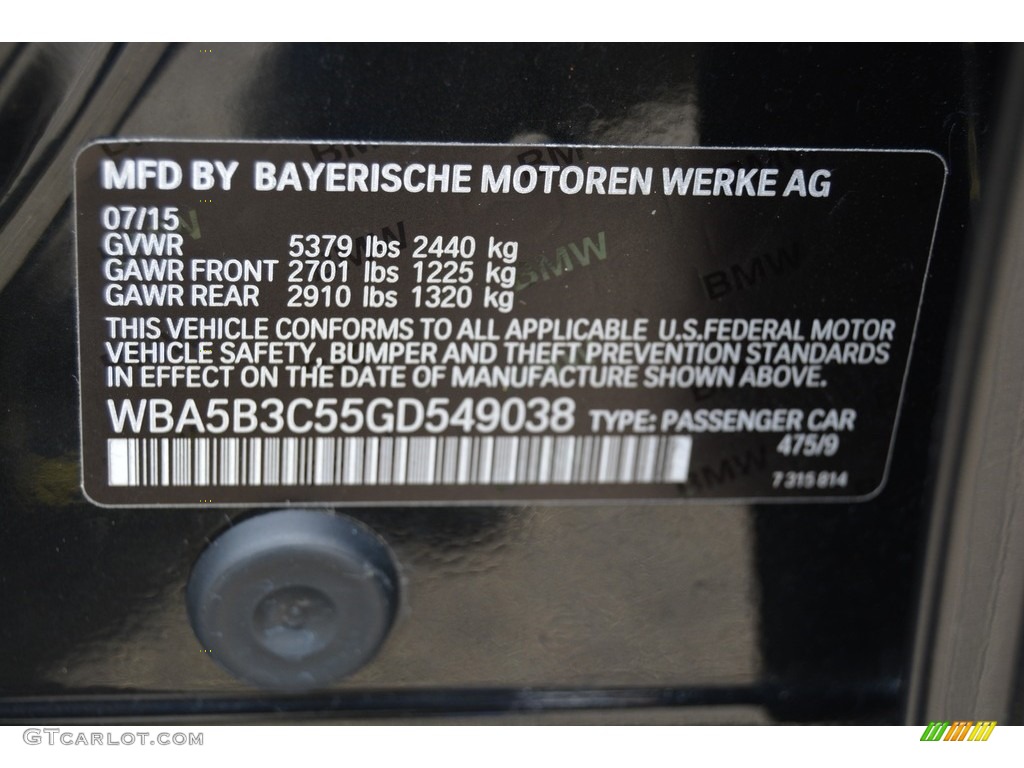 MFD BY BAYERISCHE MOTOREN WERKE AG
07/15
GVWR 5379 lbs 2440 kg
GAWR FRONT 2701 lbs 1225 kg
GAWR REAR 2910 lbs 1320 kg
THIS VEHICLE CONFORMS TO ALL APPLICABLE U.S.FEDERAL MOTOR
VEHICLE SAFETY, BUMPER AND THEFT PREVENTION STANDARDS
IN EFFECT ON THE DATE OF MANUFACTURE SHOWN ABOVE.
WBA5B3C55GD549038 TYPE: PASSENGER CAR
475/9
7 315 814
BMW
BMW
BMW
GTCARLOT.COM